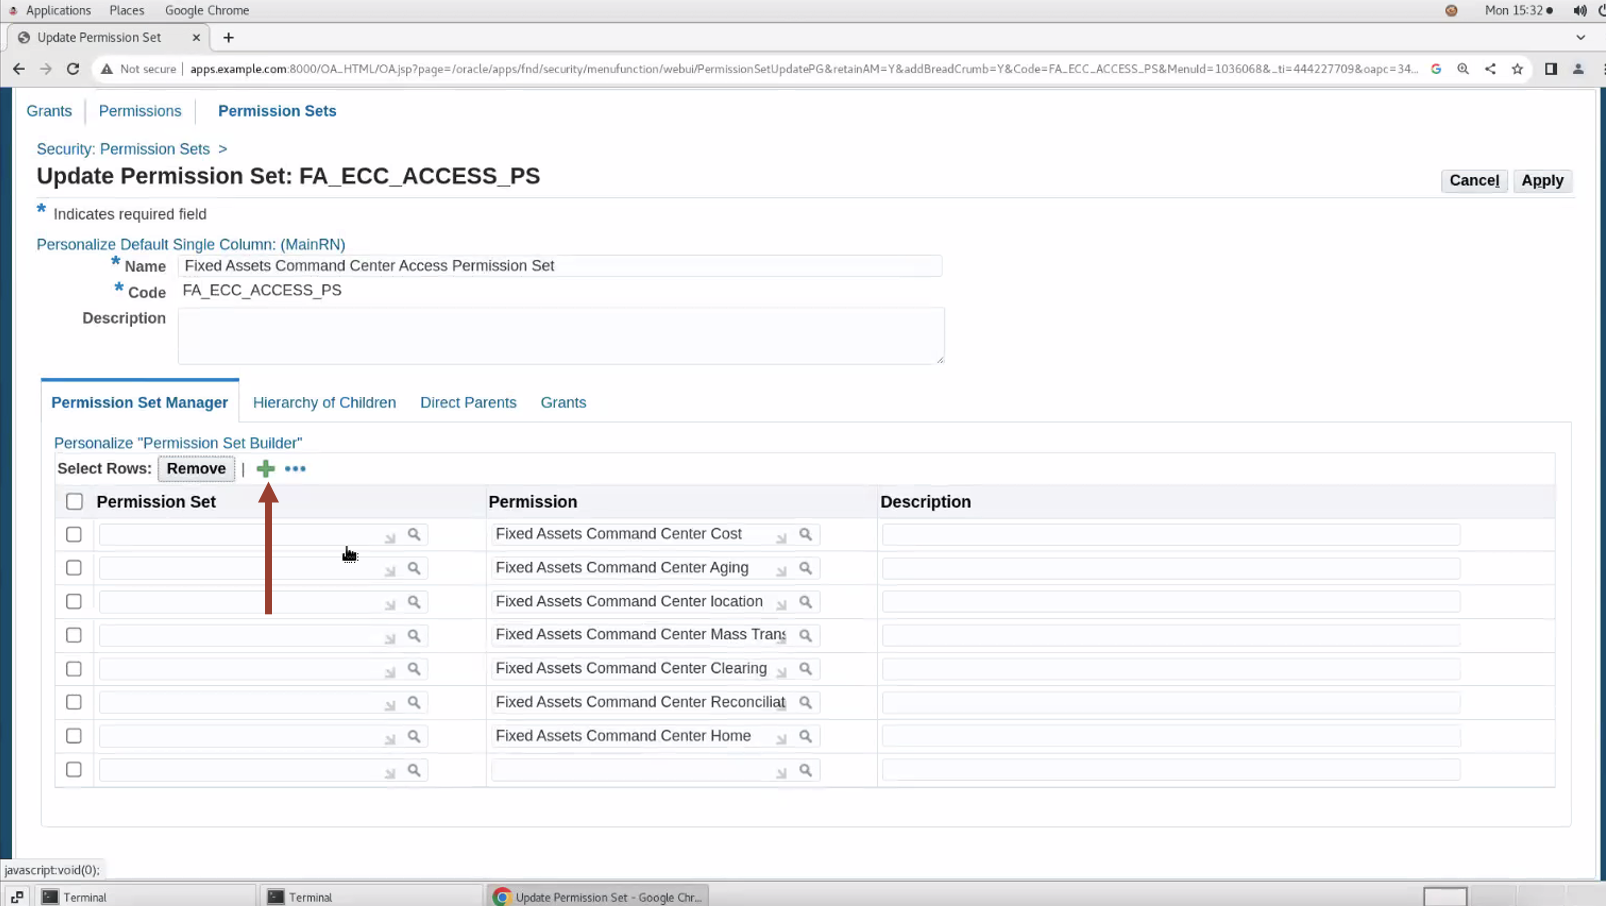 Applications Places Google Chrome Mon 15:32
Update Permission Set
Not secure apps.example.com:8000/OA_HTML/OA.jsp?page=/oracle/apps/fnd/security/menufunction/webui/PermissionSetUpdatePG&retainAM=Y&addBreadCrumb=Y&Code=FA_ECC_ACCESS_PS&MenuId=1036068&_ti=444227709&oapc=34...
Grants Permissions Permission Sets
Security: Permission Sets >
Update Permission Set: FA_ECC_ACCESS_PS
Cancel Apply
* Indicates required field
Personalize Default Single Column: (MainRN)
* Name Fixed Assets Command Center Access Permission Set
* Code FA_ECC_ACCESS_PS
Description
Permission Set Manager Hierarchy of Children Direct Parents Grants
Personalize "Permission Set Builder"
Select Rows: Remove |
Permission Set Permission Description
Fixed Assets Command Center Cost
Fixed Assets Command Center Aging
Fixed Assets Command Center location
Fixed Assets Command Center Mass Trans
Fixed Assets Command Center Clearing
Fixed Assets Command Center Reconciliat
Fixed Assets Command Center Home
javascript:void(0);
Terminal Terminal Update Permission Set - Google Chr...